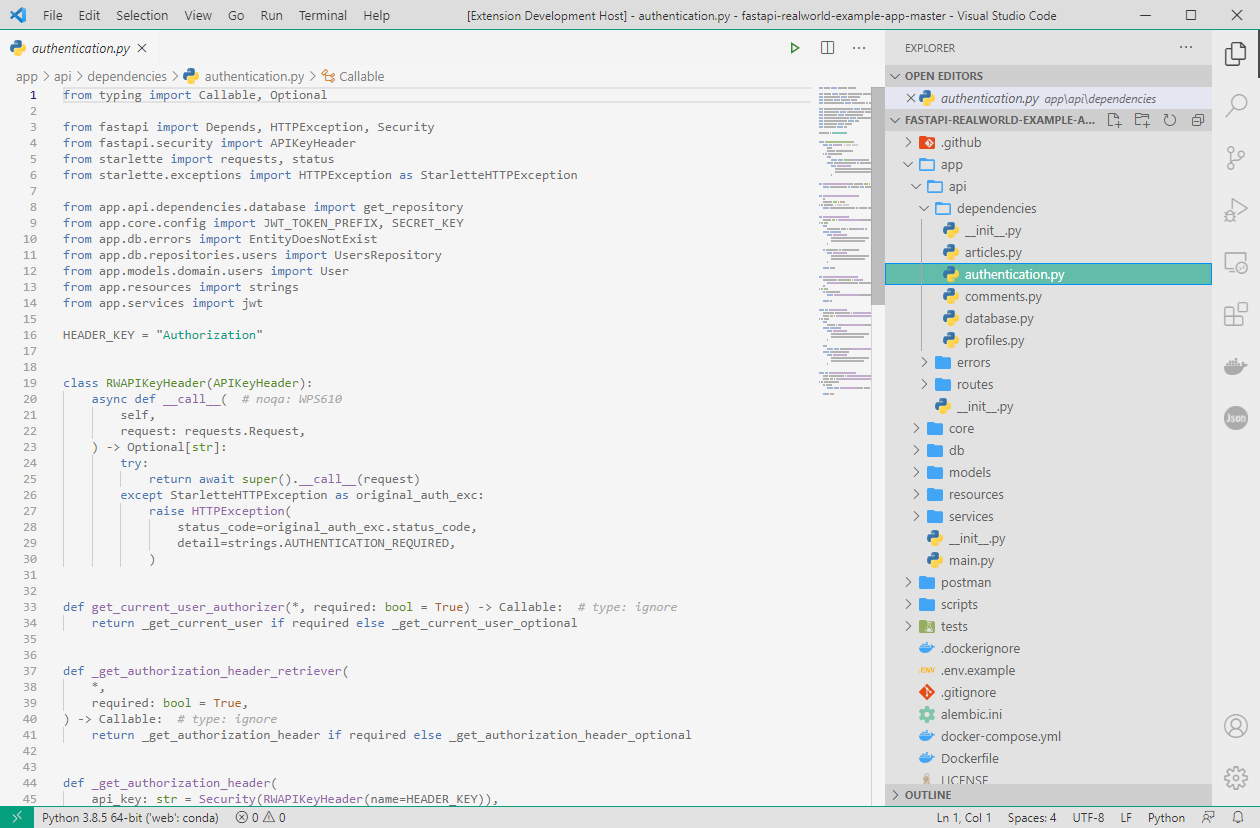 File Edit Selection View Go Run Terminal Help [Extension Development Host] - authentication.py - fastapi-realworld-example-app-master - Visual Studio Code
authentication.py
app > api > dependencies > authentication.py > Callable
1 from typing import Callable, Optional
2
3 from fastapi import Depends, HTTPException, Security
4 from fastapi.security import APIKeyHeader
5 from starlette import requests, status
6 from starlette.exceptions import HTTPException as StarletteHTTPException
7
8 from app.api.dependencies.database import get_repository
9 from app.core.config import JWT_TOKEN_PREFIX, SECRET_KEY
10 from app.db.errors import EntityDoesNotExist
11 from app.db.repositories.users import UsersRepository
12 from app.models.domain.users import User
13 from app.resources import strings
14 from app.services import jwt
15
16 HEADER_KEY = "Authorization"
17
18
19 class RWAPIKeyHeader(APIKeyHeader):
20 async def __call__( # noqa: WPS610
21 self,
22 request: requests.Request,
23 ) -> Optional[str]:
24 try:
25 return await super().__call__(request)
26 except StarletteHTTPException as original_auth_exc:
27 raise HTTPException(
28 status_code=original_auth_exc.status_code,
29 detail=strings.AUTHENTICATION_REQUIRED,
30 )
31
32
33 def get_current_user_authorizer(*, required: bool = True) -> Callable: # type: ignore
34 return _get_current_user if required else _get_current_user_optional
35
36
37 def _get_authorization_header_retriever(
38 *,
39 required: bool = True,
40 ) -> Callable: # type: ignore
41 return _get_authorization_header if required else _get_authorization_header_optional
42
43
44 def _get_authorization_header(
45 api_key: str = Security(RWAPIKeyHeader(name=HEADER_KEY)),
EXPLORER
OPEN EDITORS
authentication.py app\api\dependencies
FASTAPI-REALWORLD-EXAMPLE-A...
.github
app
api
dependencies
__init__.py
articles.py
authentication.py
comments.py
database.py
profiles.py
errors
routes
__init__.py
core
db
models
resources
services
__init__.py
main.py
postman
scripts
tests
.dockerignore
.ENV .env.example
.gitignore
alembic.ini
docker-compose.yml
Dockerfile
LICENSE
OUTLINE
Json
Python 3.8.5 64-bit ('web': conda) 0 0 Ln 1, Col 1 Spaces: 4 UTF-8 LF Python